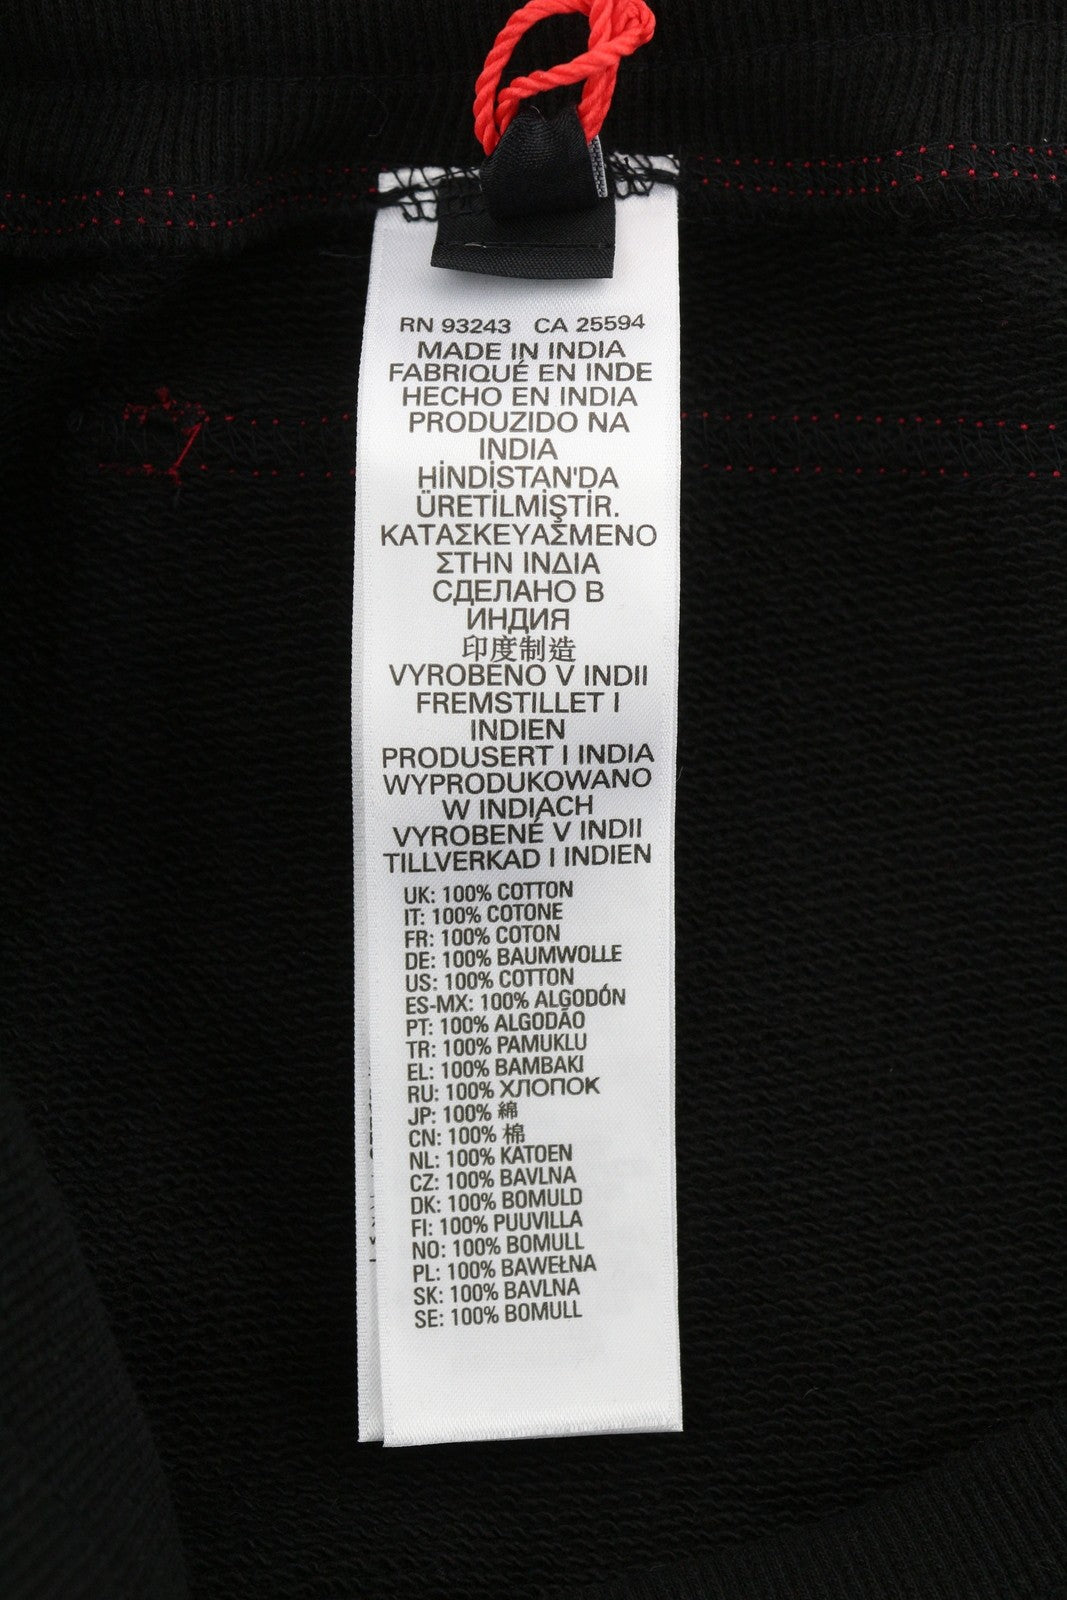 RN 93243 CA 25594
MADE IN INDIA
FABRIQUÉ EN INDE
HECHO EN INDIA
PRODUZIDO NA
INDIA
HİNDİSTAN'DA
ÜRETİLMİŞTİR.
ΚΑΤΑΣΚΕΥΑΣΜΕΝΟ
ΣΤΗΝ ΙΝΔΙΑ
СДЕЛАНО В
ИНДИЯ
印度制造
VYROBENO V INDII
FREMSTILLET I
INDIEN
PRODUSERT I INDIA
WYPRODUKOWANO
W INDIACH
VYROBENÉ V INDII
TILLVERKAD I INDIEN
UK: 100% COTTON
IT: 100% COTONE
FR: 100% COTON
DE: 100% BAUMWOLLE
US: 100% COTTON
ES-MX: 100% ALGODÓN
PT: 100% ALGODÃO
TR: 100% PAMUKLU
EL: 100% BAMBAKI
RU: 100% ХЛОПОК
JP: 100% 綿
CN: 100% 棉
NL: 100% KATOEN
CZ: 100% BAVLNA
DK: 100% BOMULD
FI: 100% PUUVILLA
NO: 100% BOMULL
PL: 100% BAWEŁNA
SK: 100% BAVLNA
SE: 100% BOMULL